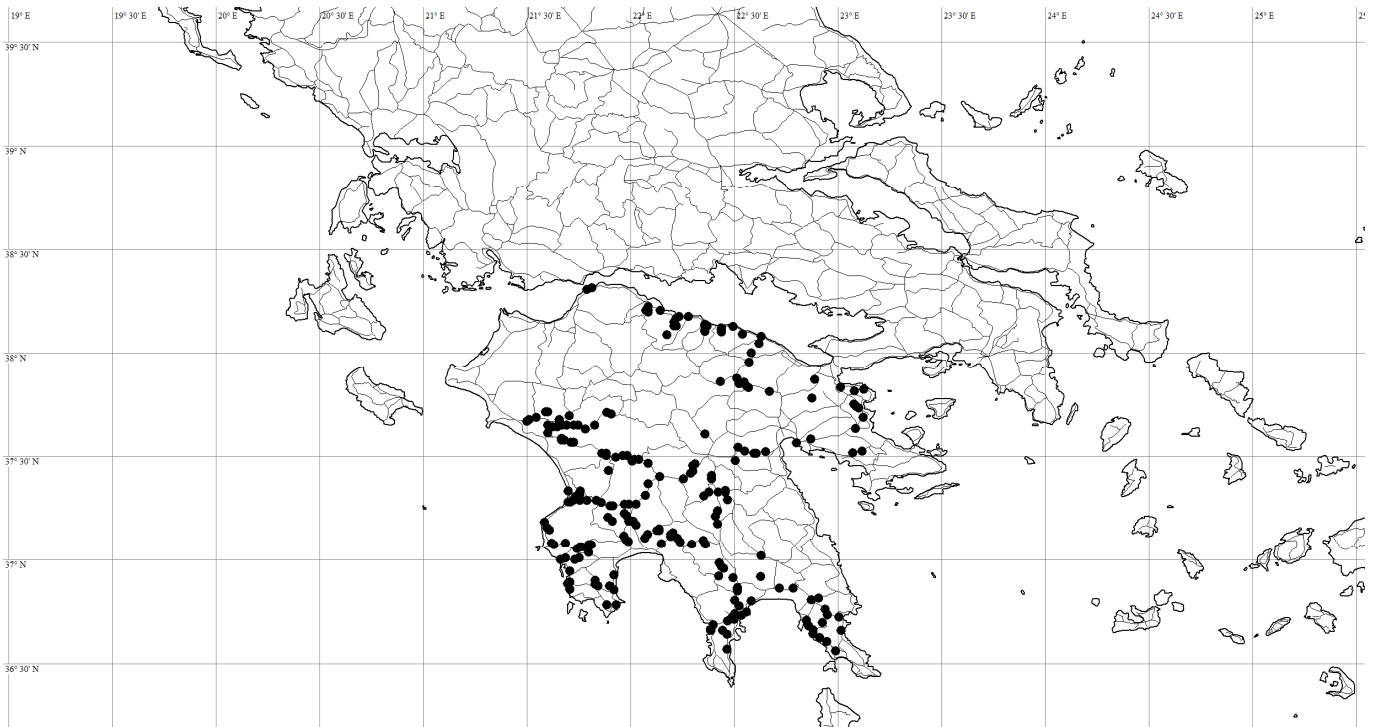 19° E
19° 30' E
20° E
20° 30' E
21° E
21° 30' E
22° E
22° 30' E
23° E
23° 30' E
24° E
24° 30' E
25° E
39° 30' N
39° N
38° 30' N
38° N
37° 30' N
37° N
36° 30' N